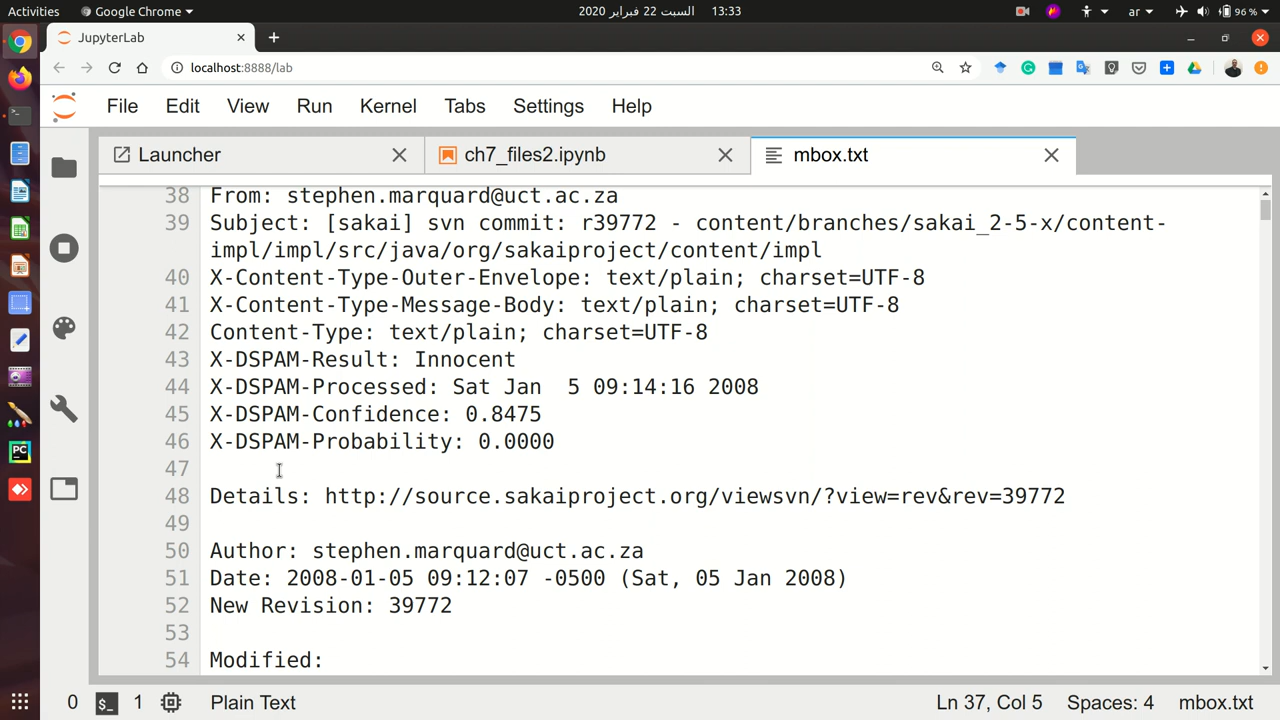 Activities
Google Chrome
السبت 22 فبراير 2020
13:33
ar
96 %
JupyterLab
localhost:8888/lab
File Edit View Run Kernel Tabs Settings Help
Launcher
ch7_files2.ipynb
mbox.txt
38 From: stephen.marquard@uct.ac.za
39 Subject: [sakai] svn commit: r39772 - content/branches/sakai_2-5-x/content-
impl/impl/src/java/org/sakaiproject/content/impl
40 X-Content-Type-Outer-Envelope: text/plain; charset=UTF-8
41 X-Content-Type-Message-Body: text/plain; charset=UTF-8
42 Content-Type: text/plain; charset=UTF-8
43 X-DSPAM-Result: Innocent
44 X-DSPAM-Processed: Sat Jan  5 09:14:16 2008
45 X-DSPAM-Confidence: 0.8475
46 X-DSPAM-Probability: 0.0000
47
48 Details: http://source.sakaiproject.org/viewsvn/?view=rev&rev=39772
49
50 Author: stephen.marquard@uct.ac.za
51 Date: 2008-01-05 09:12:07 -0500 (Sat, 05 Jan 2008)
52 New Revision: 39772
53
54 Modified:
0 $_ 1 Plain Text Ln 37, Col 5 Spaces: 4 mbox.txt